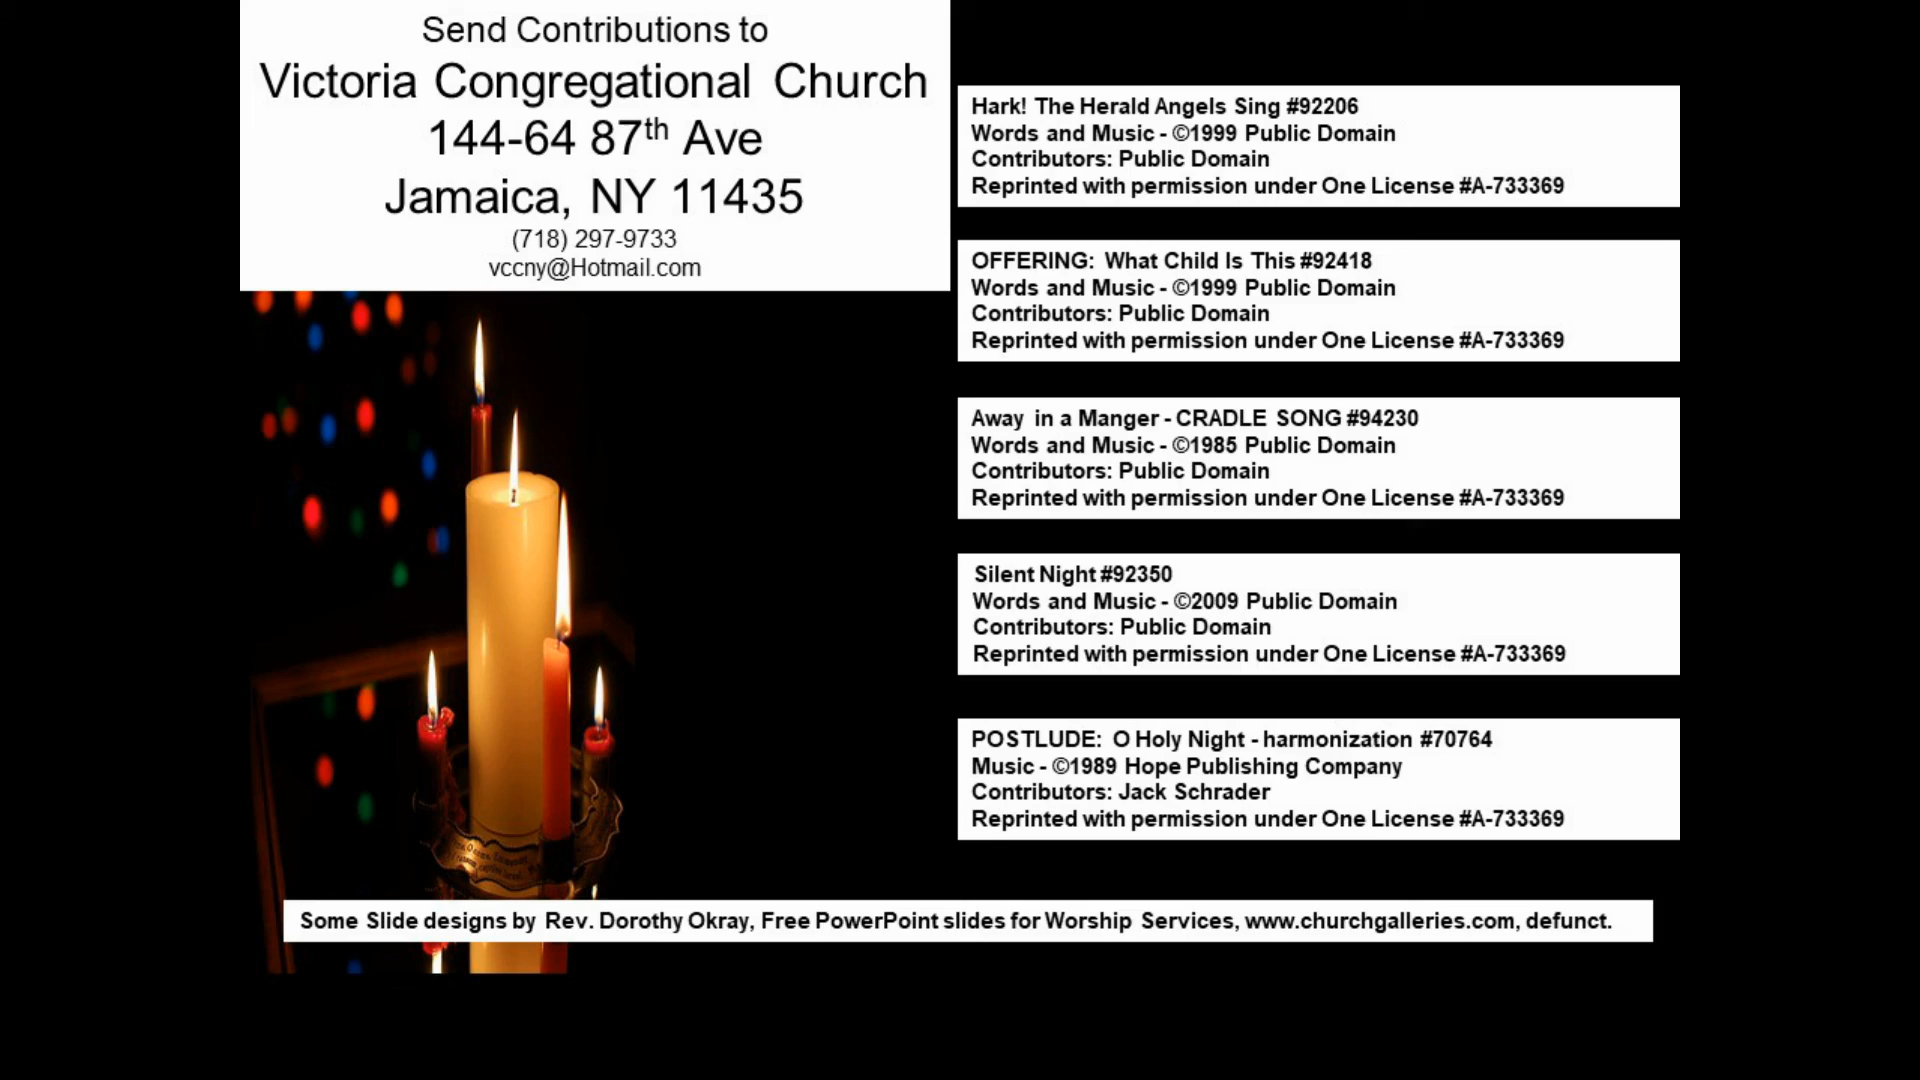 Send Contributions to
Victoria Congregational Church
144-64 87th Ave
Jamaica, NY 11435
(718) 297-9733
vccny@Hotmail.com
Hark! The Herald Angels Sing #92206
Words and Music - ©1999 Public Domain
Contributors: Public Domain
Reprinted with permission under One License #A-733369
OFFERING: What Child Is This #92418
Words and Music - ©1999 Public Domain
Contributors: Public Domain
Reprinted with permission under One License #A-733369
Away in a Manger - CRADLE SONG #94230
Words and Music - ©1985 Public Domain
Contributors: Public Domain
Reprinted with permission under One License #A-733369
Silent Night #92350
Words and Music - ©2009 Public Domain
Contributors: Public Domain
Reprinted with permission under One License #A-733369
POSTLUDE: O Holy Night - harmonization #70764
Music - ©1989 Hope Publishing Company
Contributors: Jack Schrader
Reprinted with permission under One License #A-733369
Some Slide designs by Rev. Dorothy Okray, Free PowerPoint slides for Worship Services, www.churchgalleries.com, defunct.